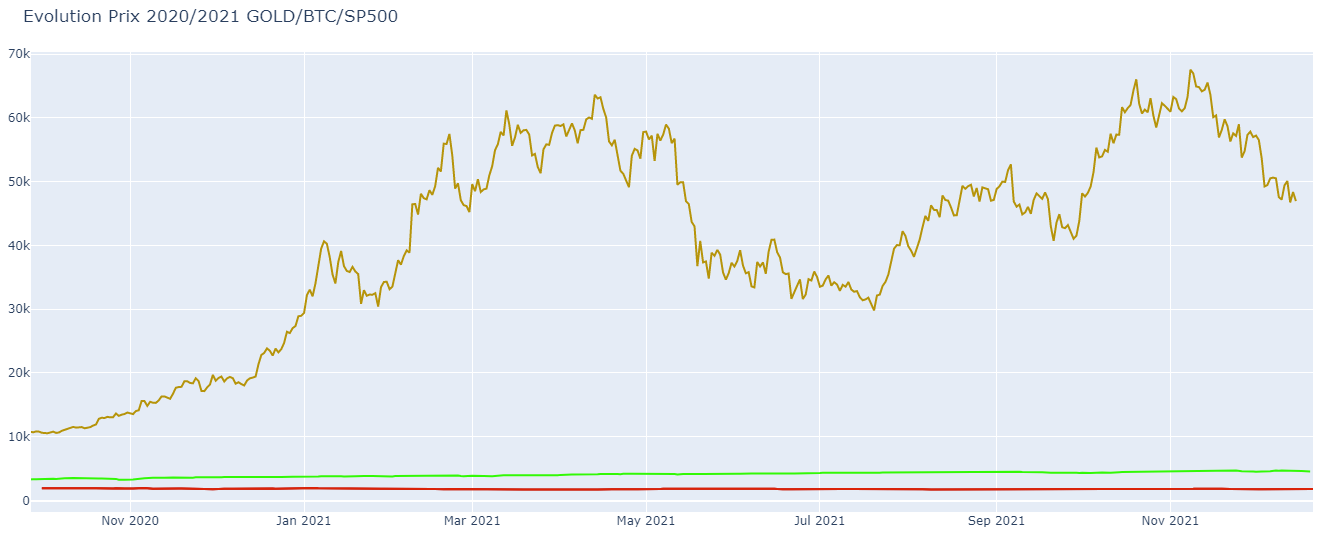 Evolution Prix 2020/2021 GOLD/BTC/SP500
70k
60k
50k
40k
30k
20k
10k
0
Nov 2020 Jan 2021 Mar 2021 May 2021 Jul 2021 Sep 2021 Nov 2021